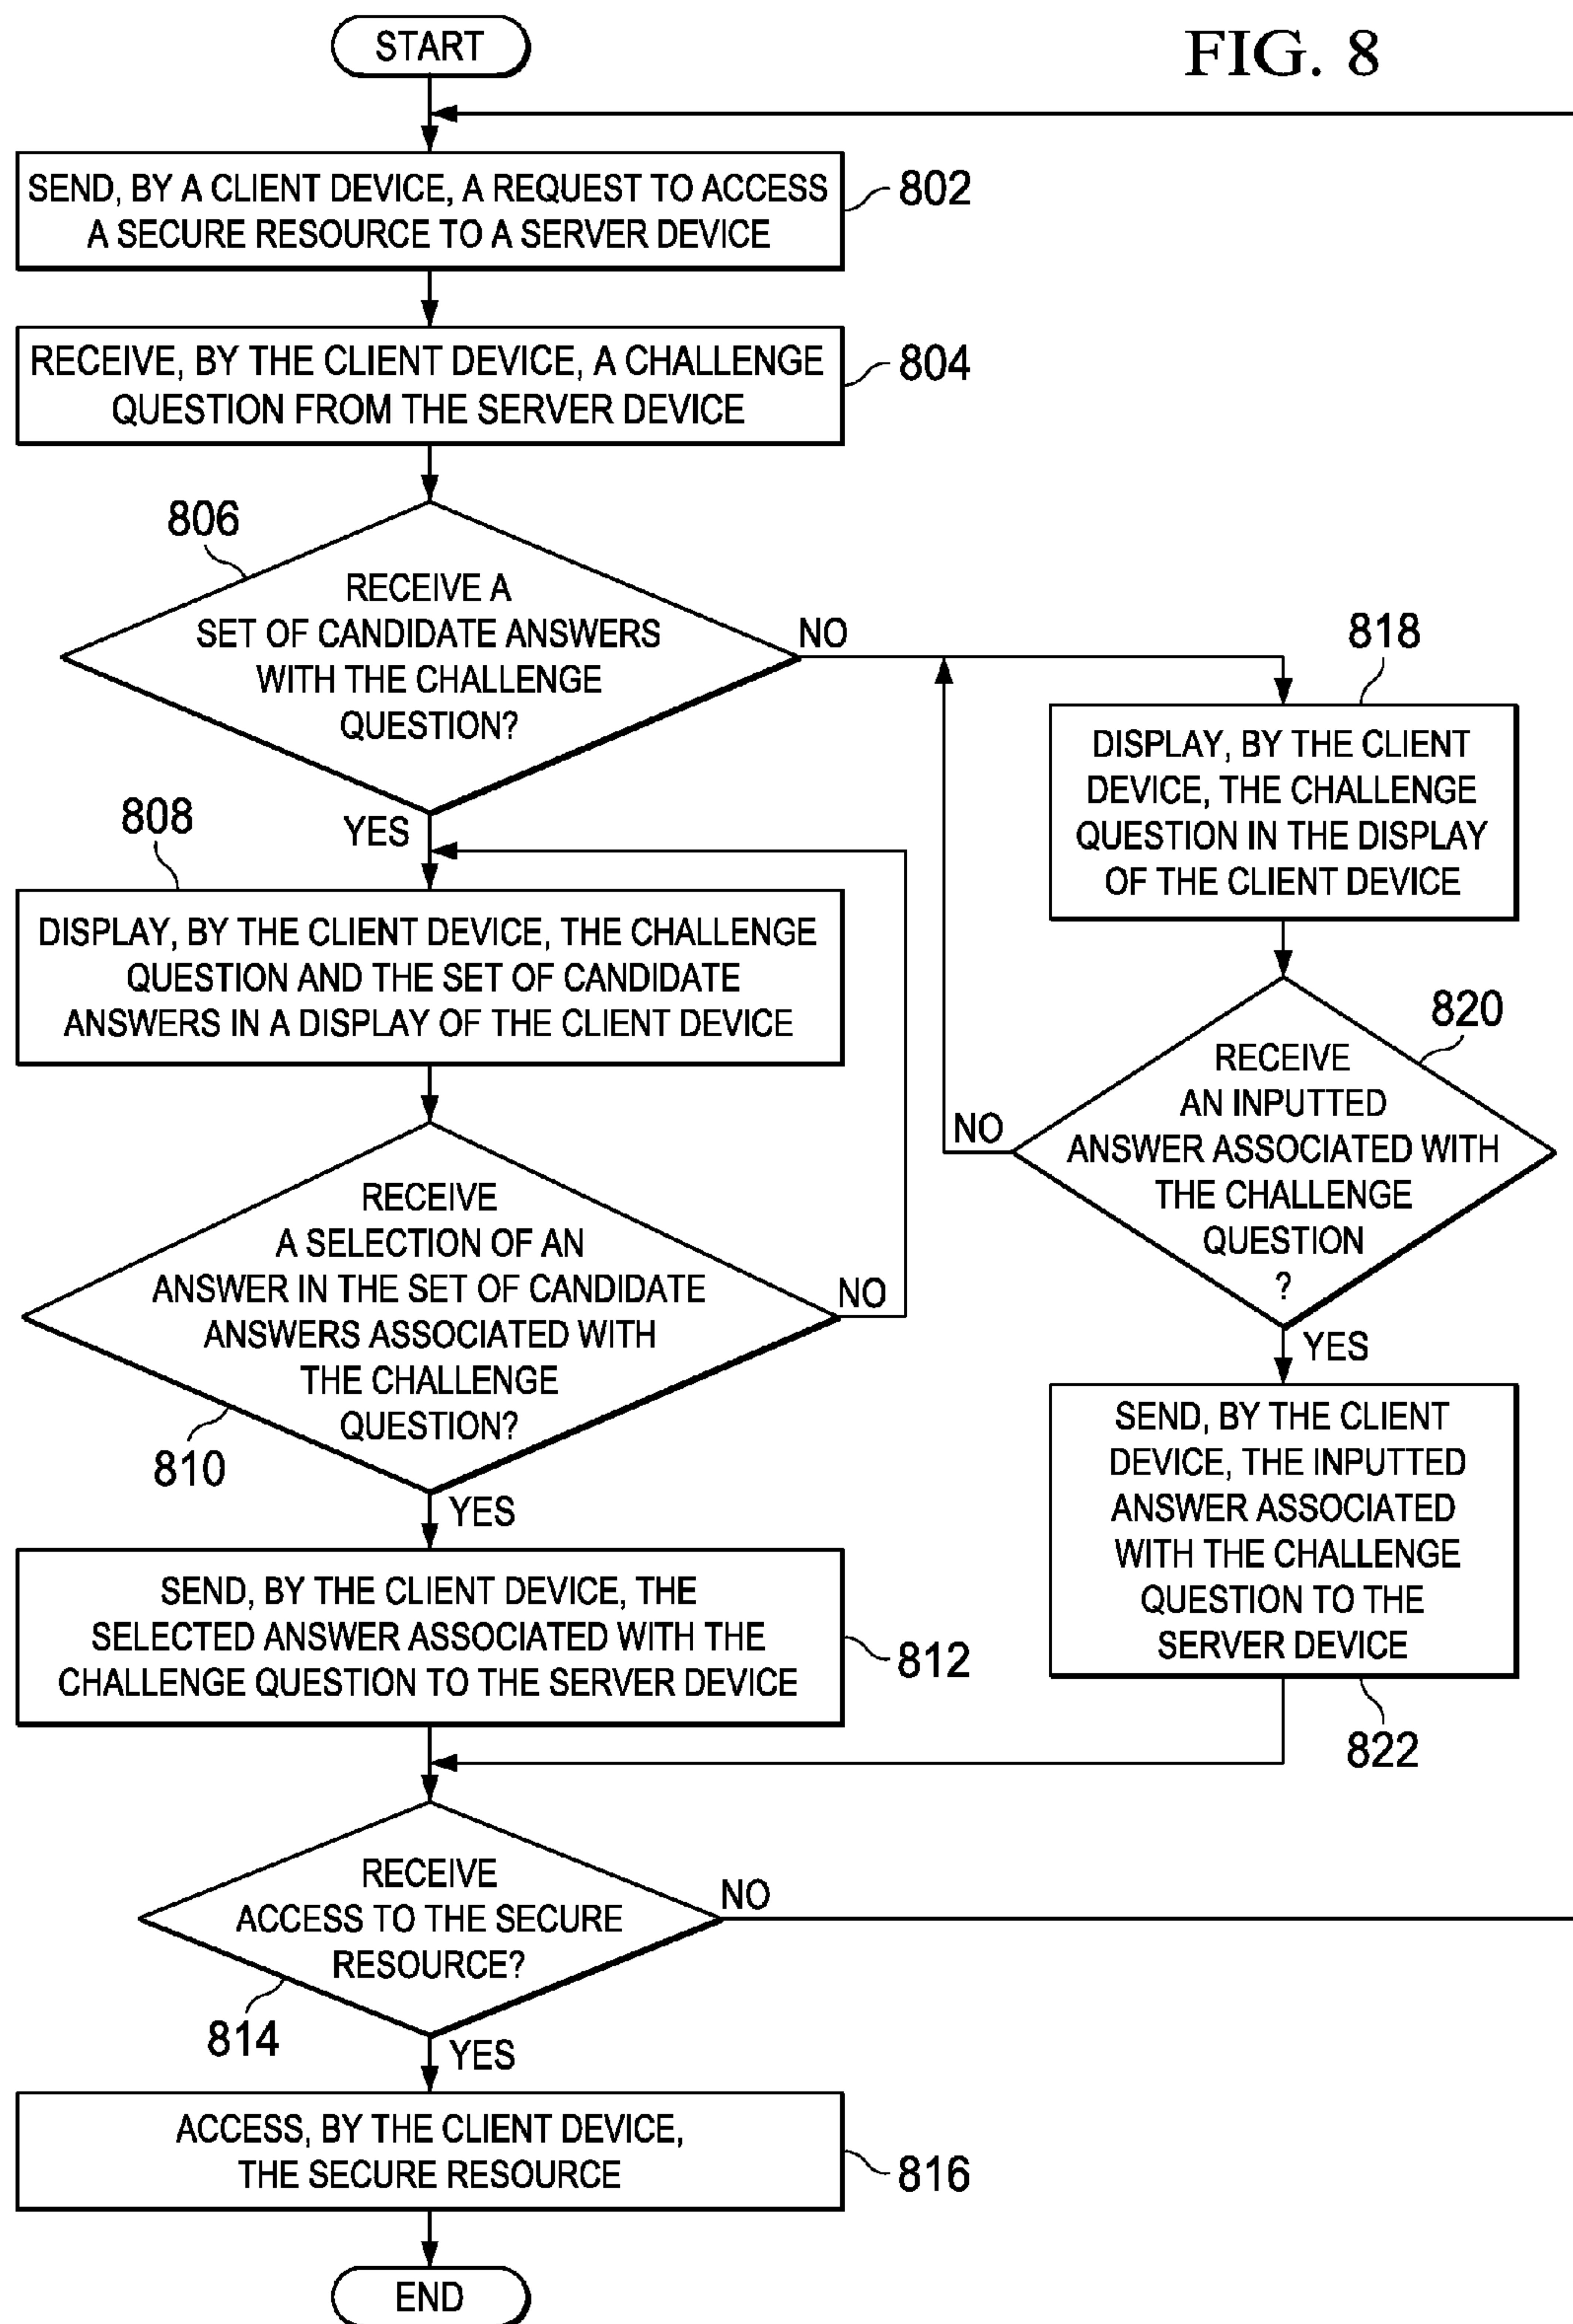 START
FIG. 8
SEND, BY A CLIENT DEVICE, A REQUEST TO ACCESS
A SECURE RESOURCE TO A SERVER DEVICE
802
RECEIVE, BY THE CLIENT DEVICE, A CHALLENGE
QUESTION FROM THE SERVER DEVICE
804
806
RECEIVE A
SET OF CANDIDATE ANSWERS
WITH THE CHALLENGE
QUESTION?
NO
YES
808
DISPLAY, BY THE CLIENT DEVICE, THE CHALLENGE
QUESTION AND THE SET OF CANDIDATE
ANSWERS IN A DISPLAY OF THE CLIENT DEVICE
RECEIVE
A SELECTION OF AN
ANSWER IN THE SET OF CANDIDATE
ANSWERS ASSOCIATED WITH
THE CHALLENGE
QUESTION?
NO
810
YES
SEND, BY THE CLIENT DEVICE, THE
SELECTED ANSWER ASSOCIATED WITH THE
CHALLENGE QUESTION TO THE SERVER DEVICE
812
818
DISPLAY, BY THE CLIENT
DEVICE, THE CHALLENGE
QUESTION IN THE DISPLAY
OF THE CLIENT DEVICE
820
RECEIVE
AN INPUTTED
ANSWER ASSOCIATED WITH
THE CHALLENGE
QUESTION
?
NO
YES
SEND, BY THE CLIENT
DEVICE, THE INPUTTED
ANSWER ASSOCIATED
WITH THE CHALLENGE
QUESTION TO THE
SERVER DEVICE
822
RECEIVE
ACCESS TO THE SECURE
RESOURCE?
NO
814
YES
ACCESS, BY THE CLIENT DEVICE,
THE SECURE RESOURCE
816
END